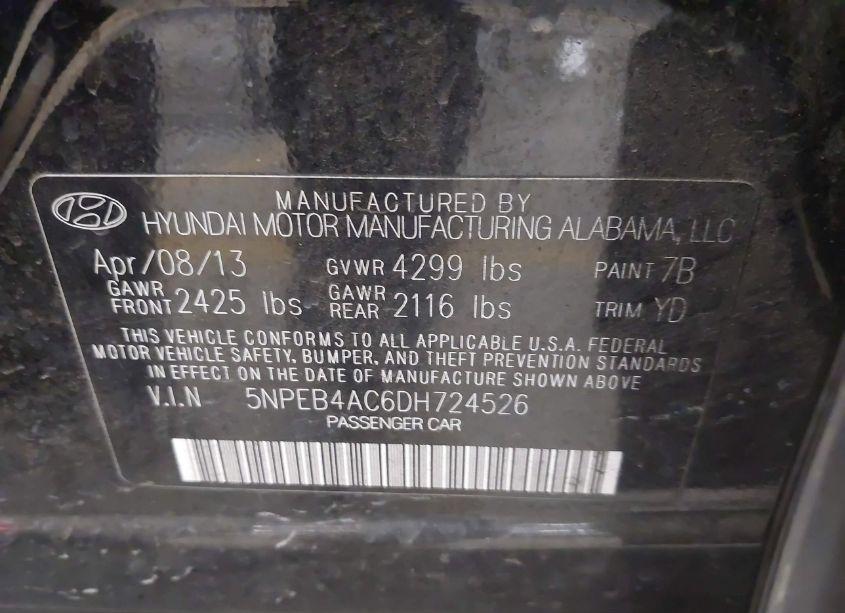 MANUFACTURED BY
HYUNDAI MOTOR MANUFACTURING ALABAMA, LLC
Apr/08/13 GVWR 4299 lbs PAINT 7B
GAWR FRONT 2425 lbs GAWR REAR 2116 lbs TRIM YD
THIS VEHICLE CONFORMS TO ALL APPLICABLE U.S.A. FEDERAL
MOTOR VEHICLE SAFETY, BUMPER, AND THEFT PREVENTION STANDARDS
IN EFFECT ON THE DATE OF MANUFACTURE SHOWN ABOVE
V.I.N 5NPEB4AC6DH724526
PASSENGER CAR